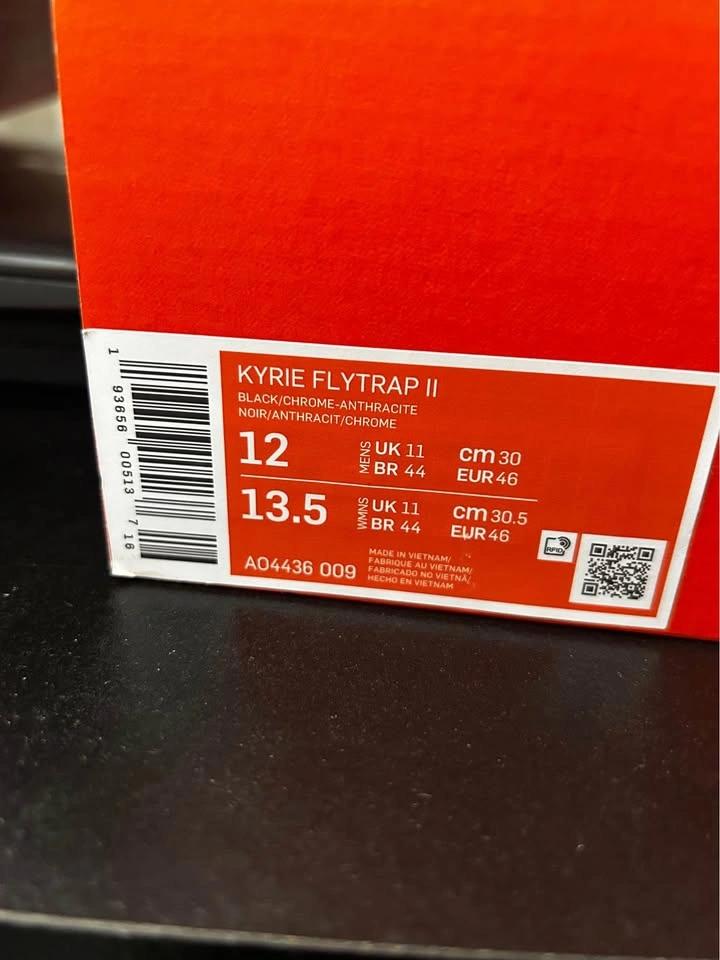 KYRIE FLYTRAP II
BLACK/CHROME-ANTHRACITE
NOIR/ANTHRACIT/CHROME
12 MENS UK 11 cm 30
BR 44 EUR 46
13.5 WMNS UK 11 cm 30.5
BR 44 EUR 46
AO4436 009
MADE IN VIETNAM/
FABRIQUE AU VIETNAM/
FABRICADO NO VIETNÃ/
HECHO EN VIETNAM
RFID
1 93656 00513 7 16